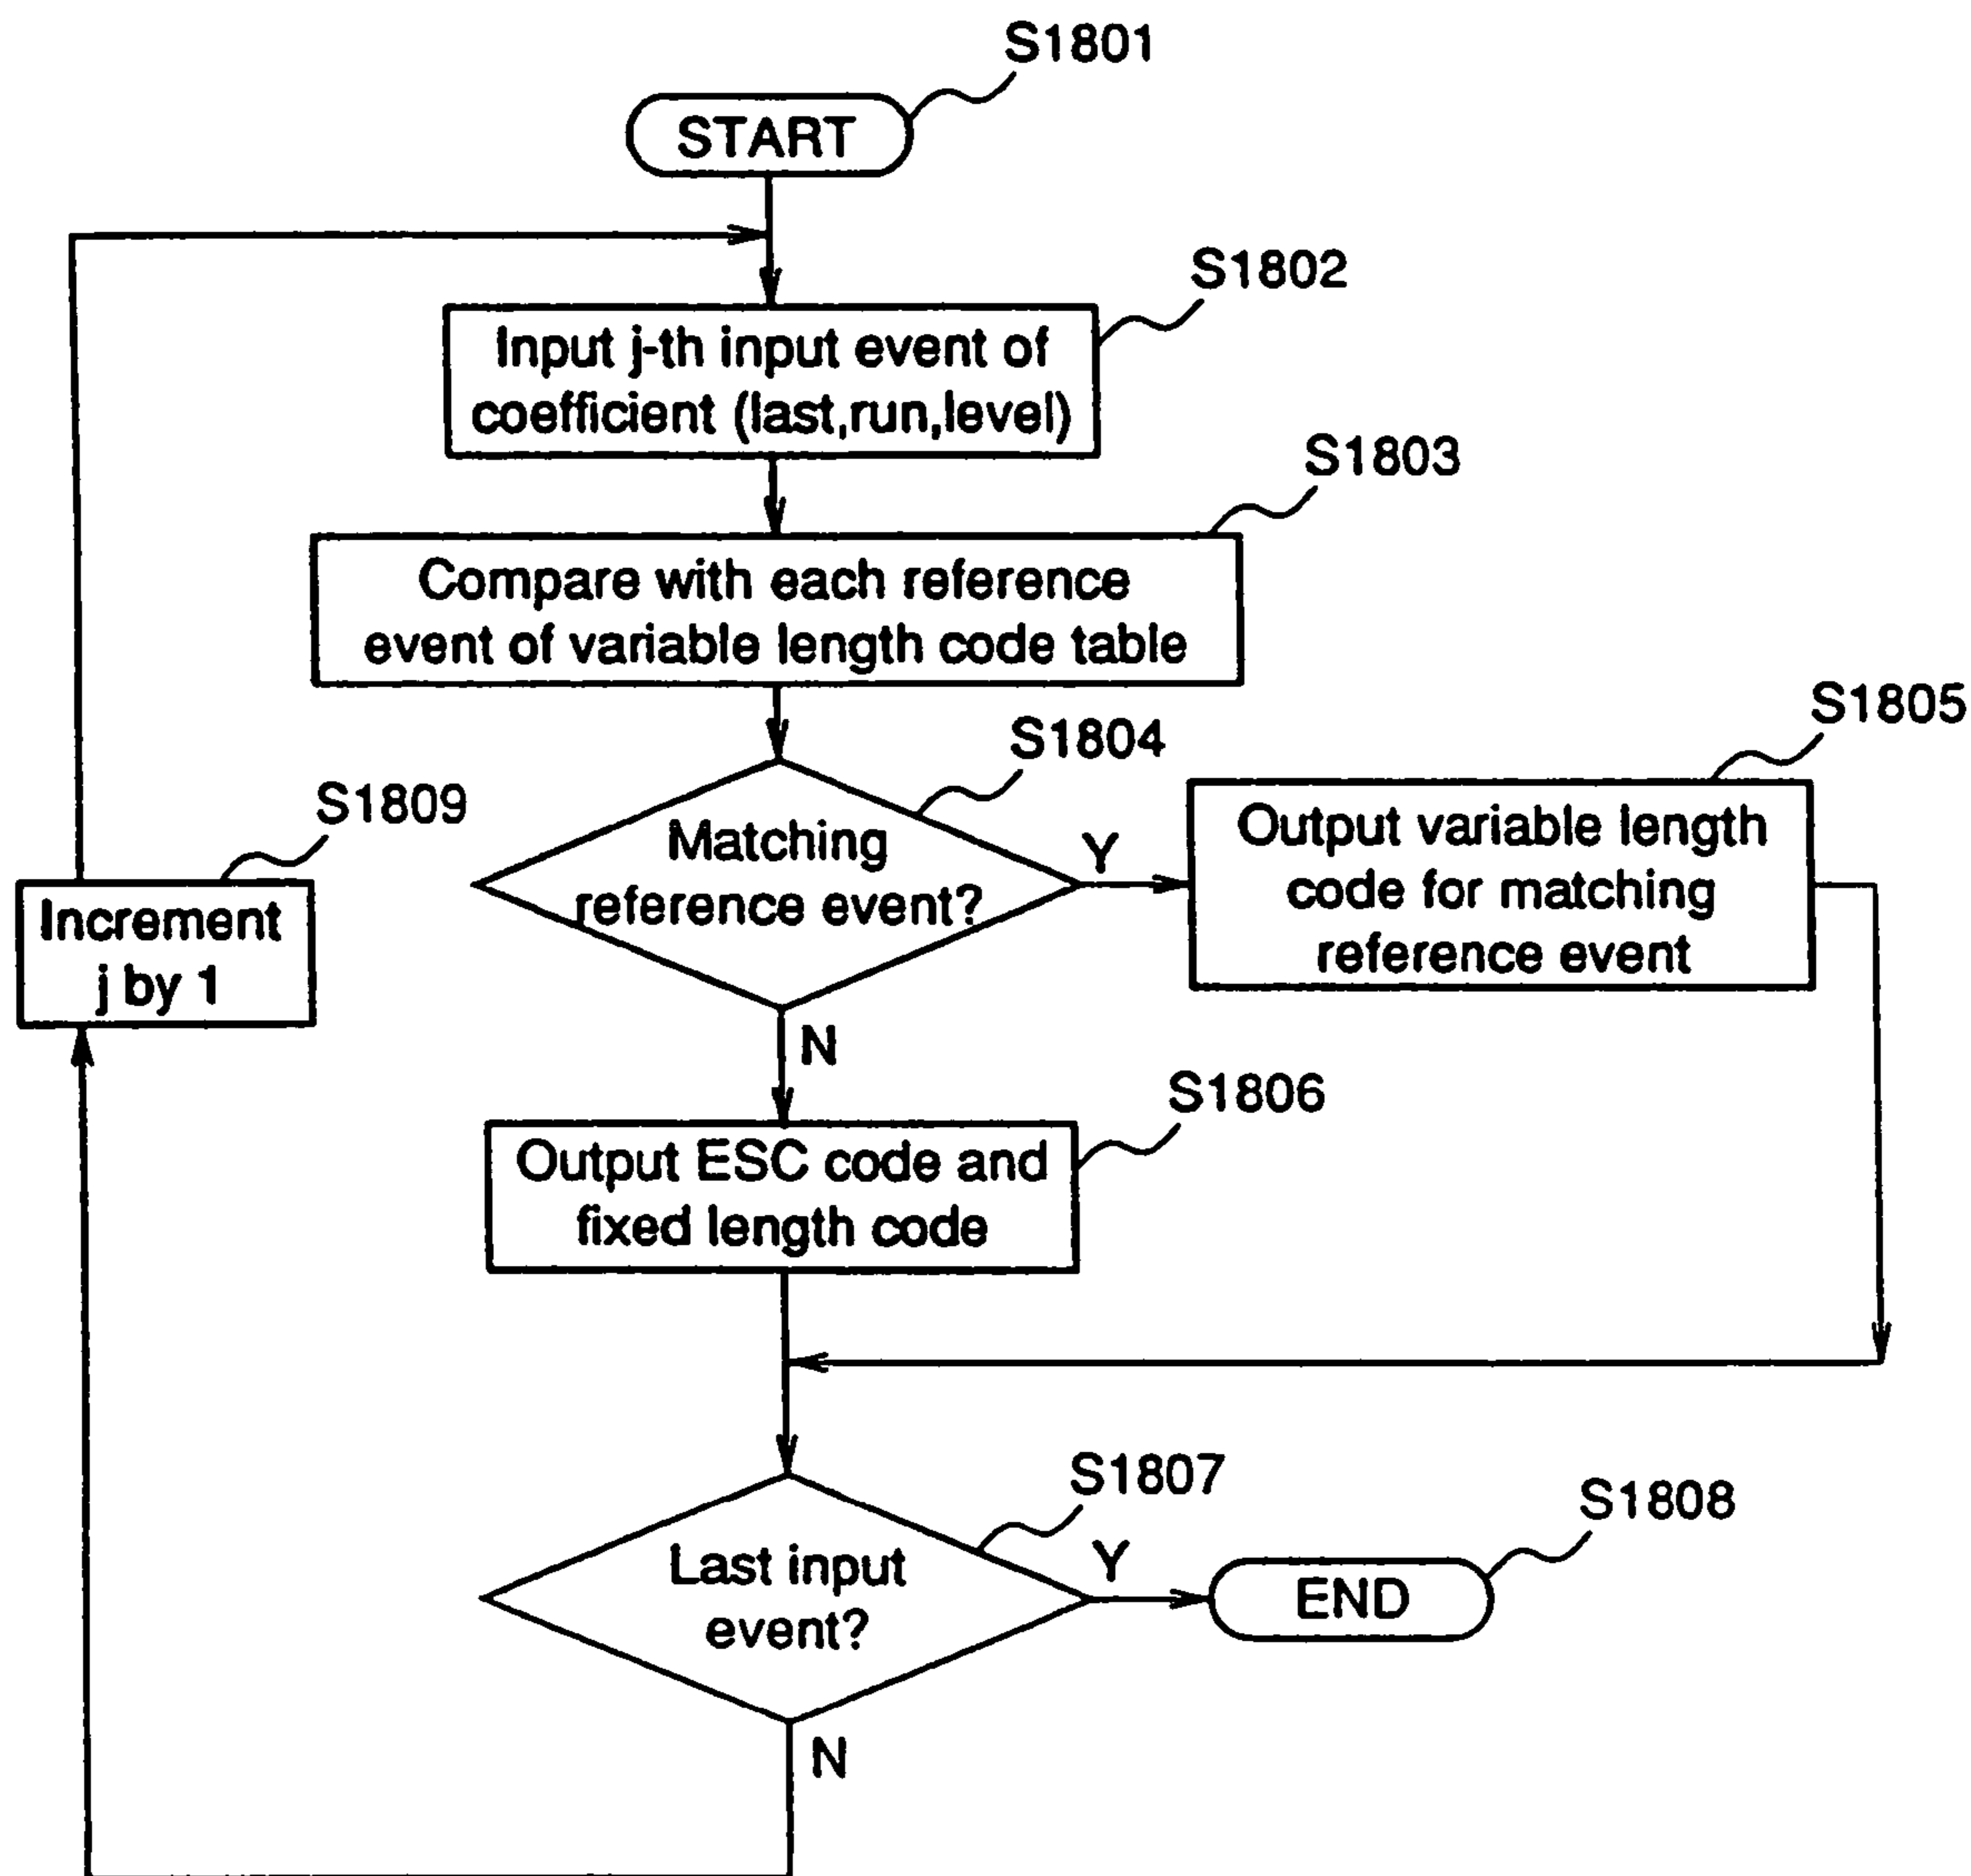 S1801
START
S1802
Input j-th input event of
coefficient (last,run,level)
S1803
Compare with each reference
event of variable length code table
S1804
Matching
reference event?
Y
S1805
Output variable length
code for matching
reference event
S1809
Increment
j by 1
N
S1806
Output ESC code and
fixed length code
S1807
Last input
event?
Y
S1808
END
N